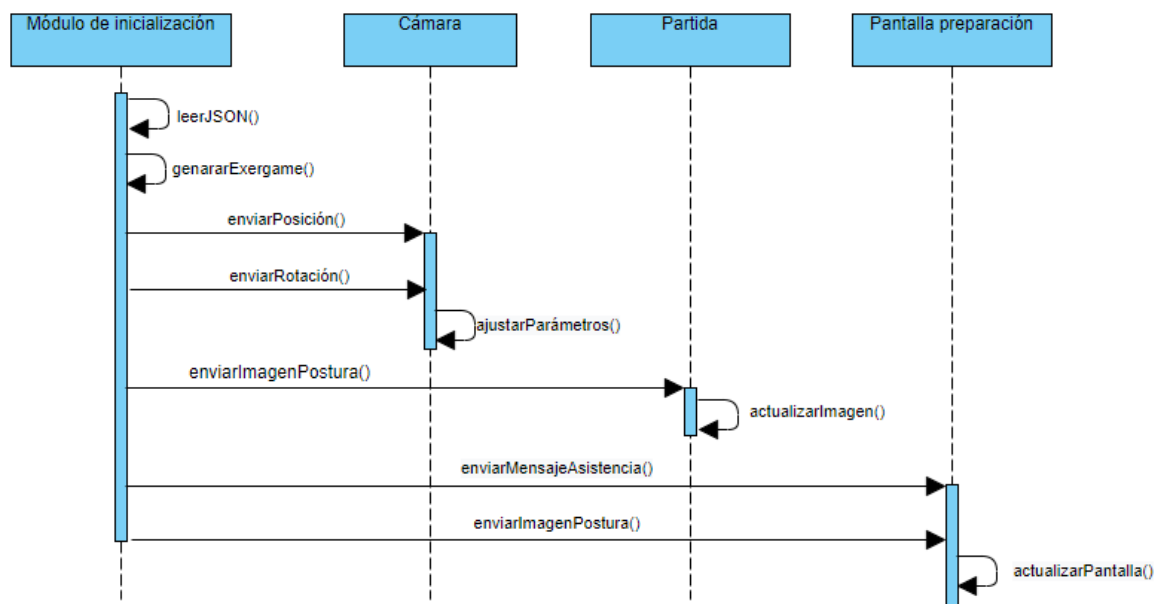 Módulo de inicialización
Cámara
Partida
Pantalla preparación
leerJSON()
genararExergame()
enviarPosición()
enviarRotación()
ajustarParámetros()
enviarImagenPostura()
actualizarImagen()
enviarMensajeAsistencia()
enviarImagenPostura()
actualizarPantalla()